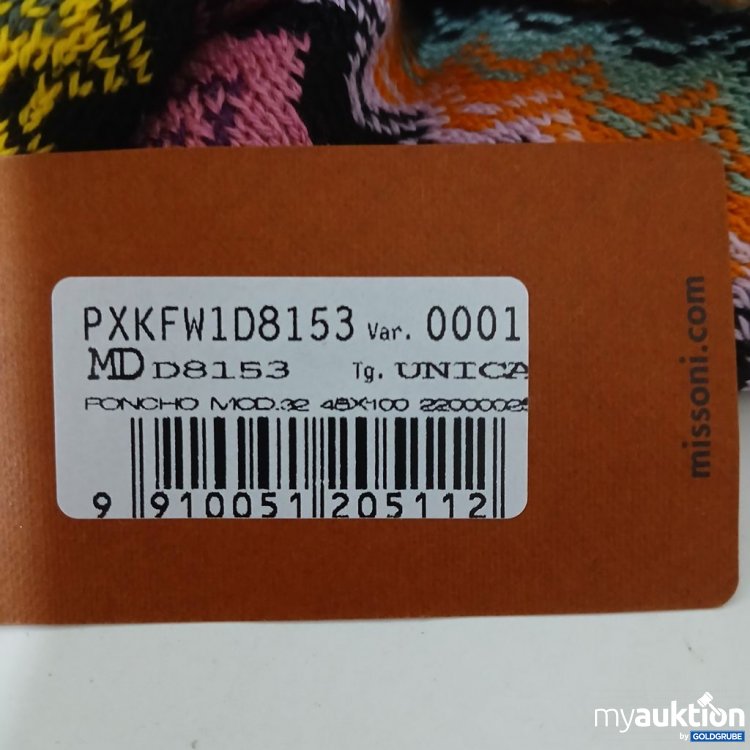 PXKFW1D8153 Var. 0001
MD D8153 Tg. UNICA
PONCHO MOD.32 48X100 2200002
9 910051 205112
missoni.com
myauktion
by GOLDGRUBE